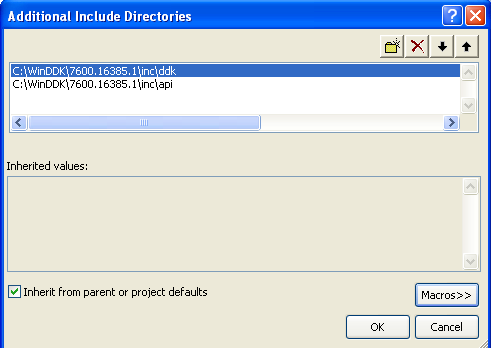 Additional Include Directories
C:\WinDDK\7600.16385.1\inc\ddk
C:\WinDDK\7600.16385.1\inc\api
Inherited values:
Inherit from parent or project defaults
Macros>>
OK
Cancel